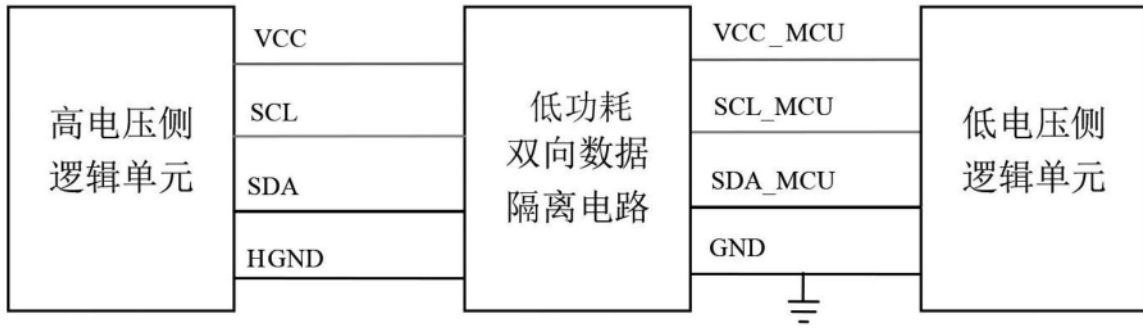 高电压侧
逻辑单元
VCC
SCL
SDA
HGND
低功耗
双向数据
隔离电路
VCC_MCU
SCL_MCU
SDA_MCU
GND
低电压侧
逻辑单元